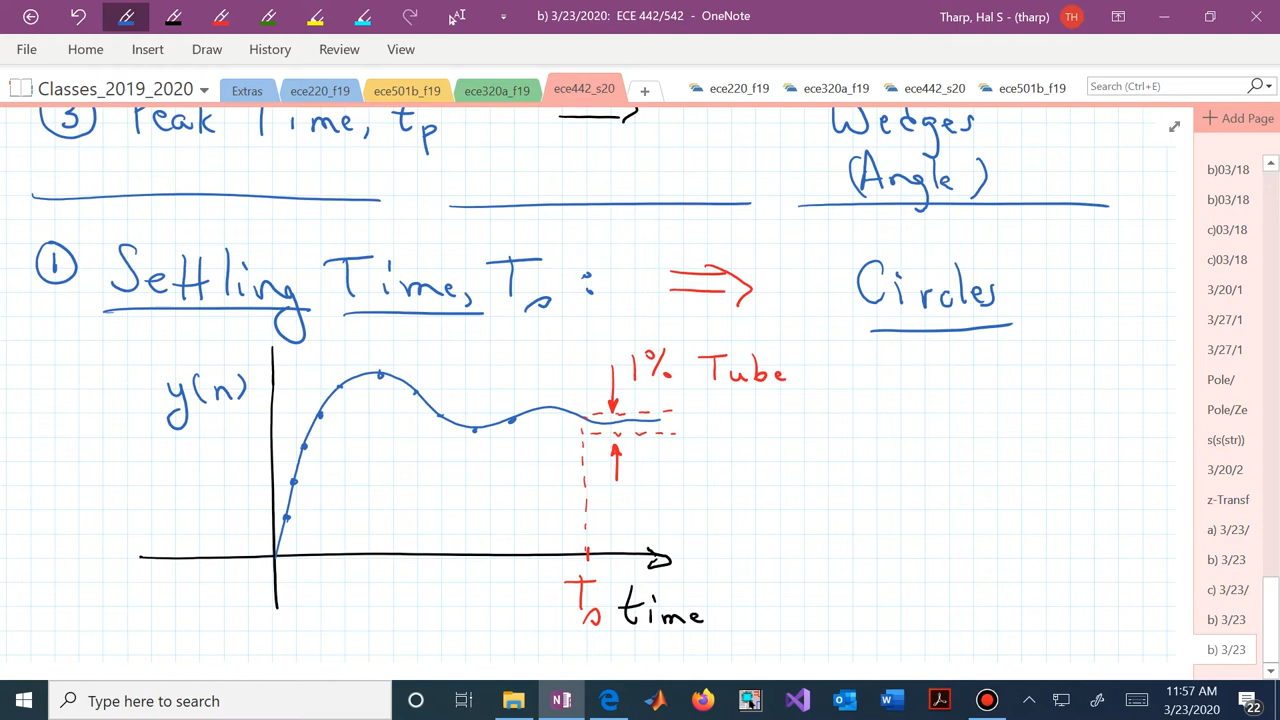 b) 3/23/2020: ECE 442/542 - OneNote
Tharp, Hal S - (tharp)
TH
File Home Insert Draw History Review View
Classes_2019_2020
Extras ece220_f19 ece501b_f19 ece320a_f19 ece442_s20
ece220_f19 ece320a_f19 ece442_s20 ece501b_f19
Search (Ctrl+E)
Add Page
b)03/18
b)03/18
c)03/18
c)03/18
3/20/1
3/27/1
3/27/1
Pole/
Pole/Ze
s(s(str))
3/20/2
z-Transf
a) 3/23/
b) 3/23
c) 3/23/
b) 3/23
b) 3/23
③ Peak Time, tp
Wedges
(Angle)
① Settling Time, Ts : ⇒ Circles
y(n)
1% Tube
Ts
time
Type here to search
11:57 AM
3/23/2020
22